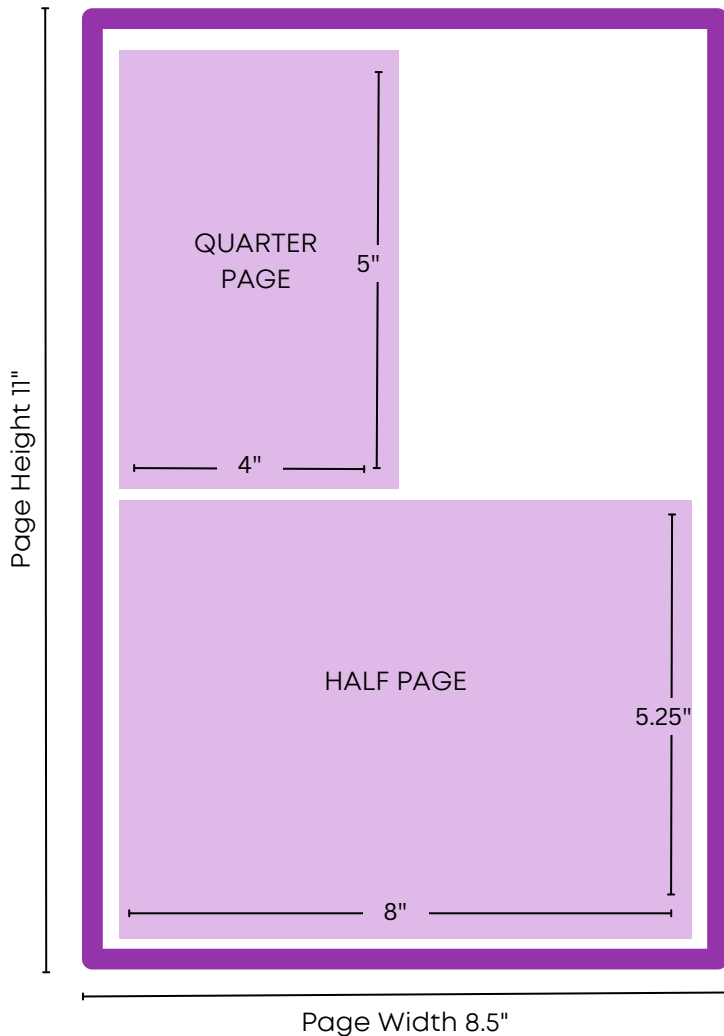 QUARTER
PAGE
5"
4"
Page Height 11"
HALF PAGE
5.25"
8"
Page Width 8.5"